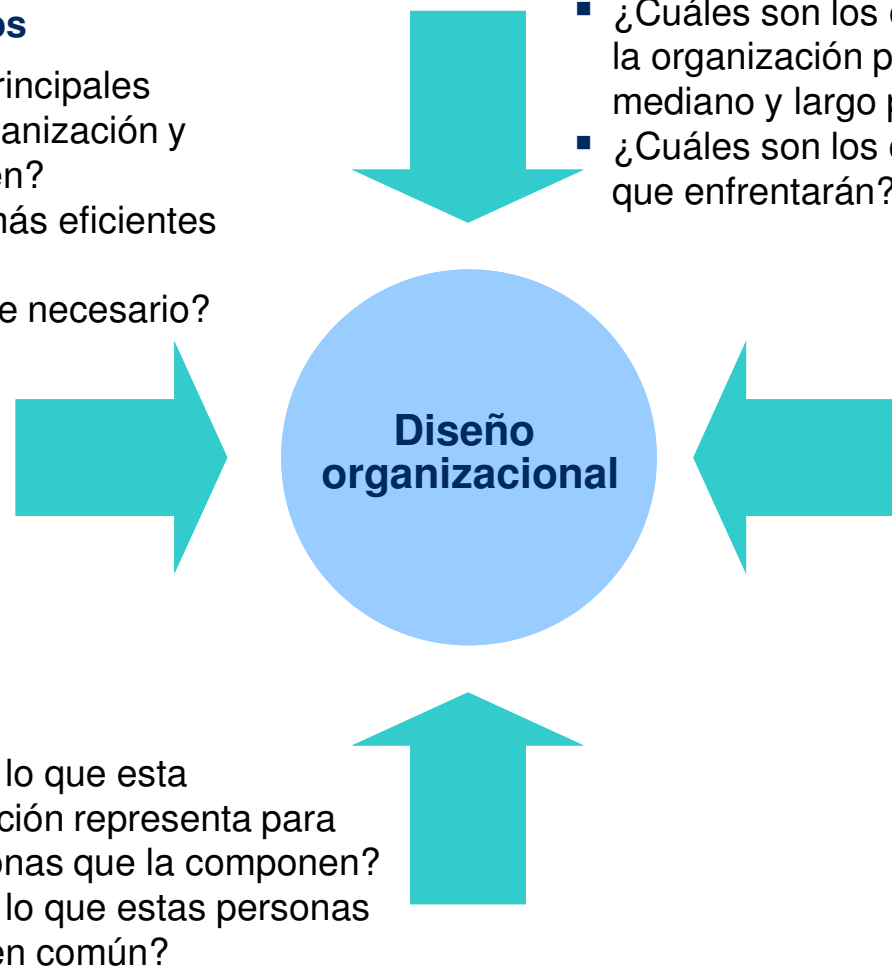 os
rincipales
anización y
en?
más eficientes
e necesario?
¿Cuáles son los
la organización p
mediano y largo p
¿Cuáles son los
que enfrentarán?
Diseño
organizacional
lo que esta
ción representa para
onas que la componen?
lo que estas personas
en común?